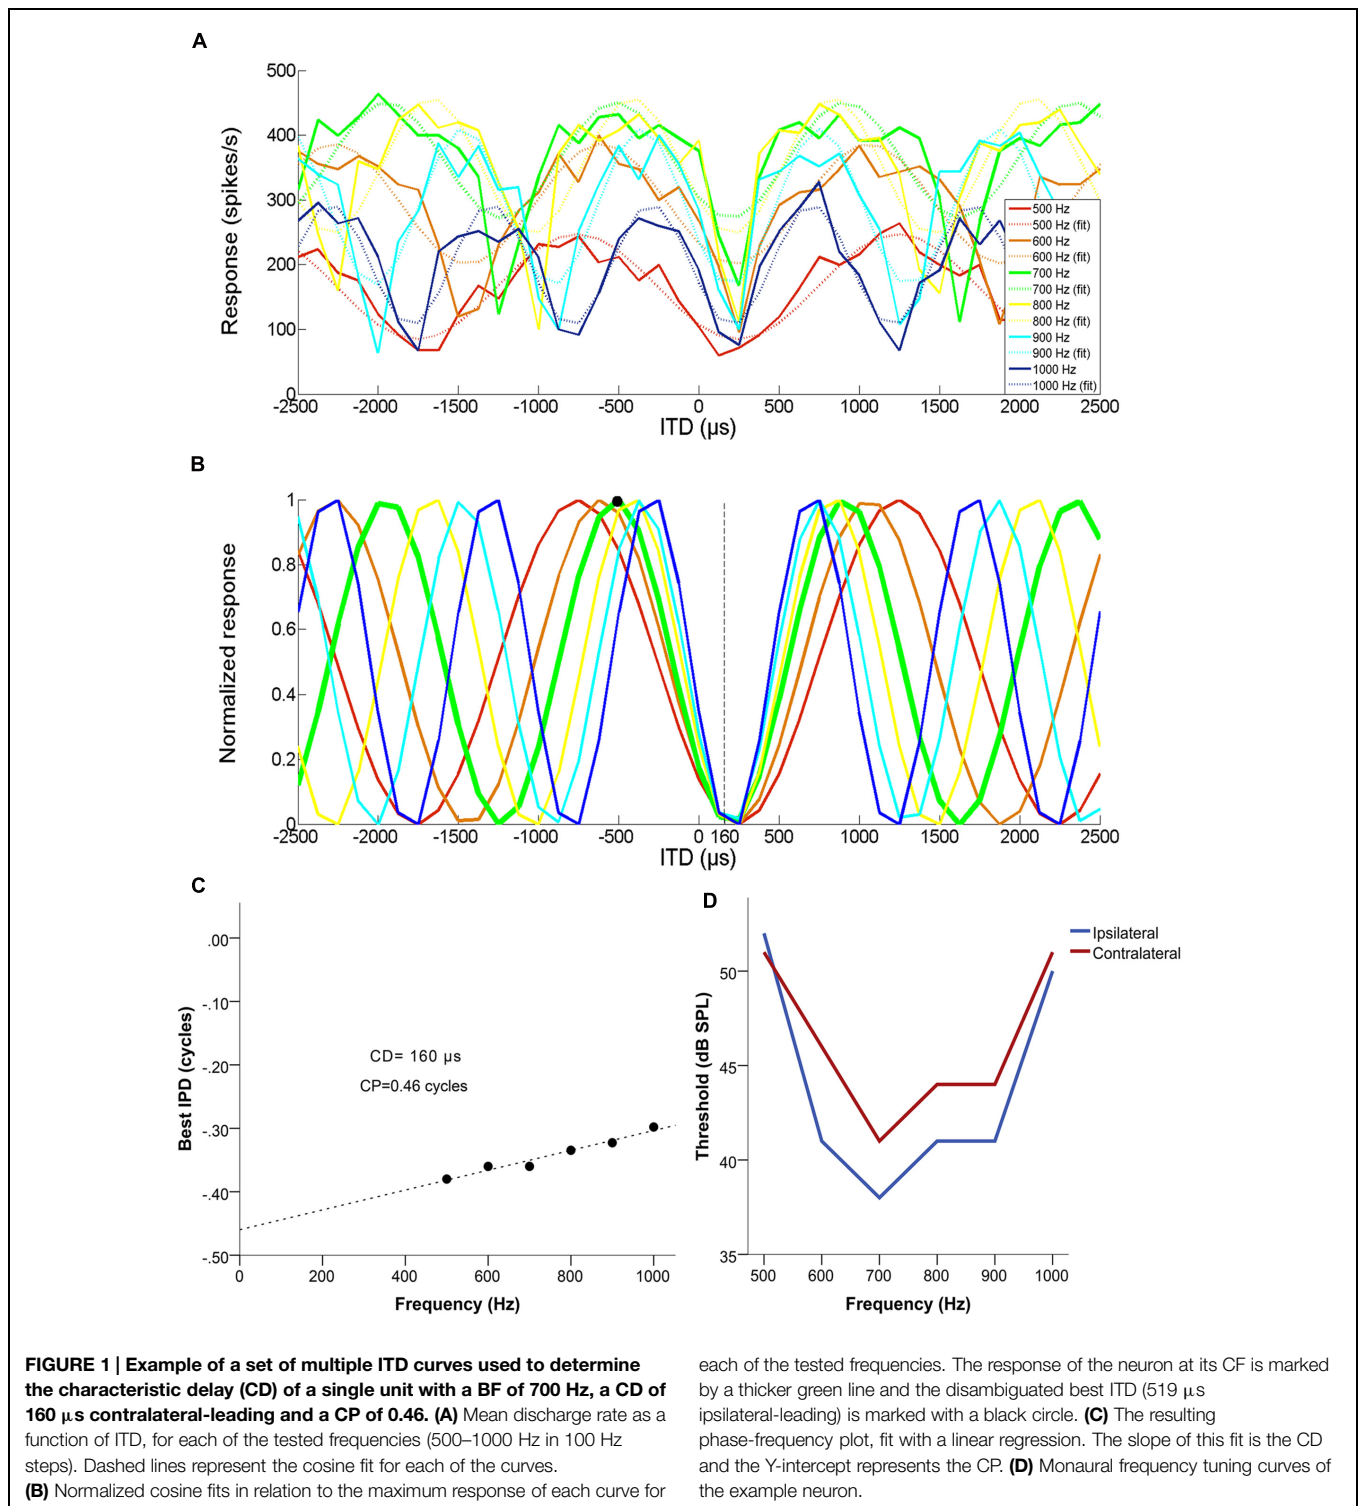 A
Response (spikes/s)
500
400
300
200
100
0
-2500 -2000 -1500 -1000 -500 0 500 1000 1500 2000 2500
ITD (µs)
500 Hz
500 Hz (fit)
600 Hz
600 Hz (fit)
700 Hz
700 Hz (fit)
800 Hz
800 Hz (fit)
900 Hz
900 Hz (fit)
1000 Hz
1000 Hz (fit)
B
Normalized response
1
0.8
0.6
0.4
0.2
0
-2500 -2000 -1500 -1000 -500 0 160 500 1000 1500 2000 2500
ITD (µs)
C
Best IPD (cycles)
.00
-.10
-.20
-.30
-.40
-.50
CD= 160 µs
CP=0.46 cycles
0 200 400 600 800 1000
Frequency (Hz)
D
Threshold (dB SPL)
50
45
40
35
500 600 700 800 900 1000
Frequency (Hz)
Ipsilateral
Contralateral
FIGURE 1 | Example of a set of multiple ITD curves used to determine
the characteristic delay (CD) of a single unit with a BF of 700 Hz, a CD of
160 µs contralateral-leading and a CP of 0.46. (A) Mean discharge rate as a
function of ITD, for each of the tested frequencies (500–1000 Hz in 100 Hz
steps). Dashed lines represent the cosine fit for each of the curves.
(B) Normalized cosine fits in relation to the maximum response of each curve for
each of the tested frequencies. The response of the neuron at its CF is marked
by a thicker green line and the disambiguated best ITD (519 µs
ipsilateral-leading) is marked with a black circle. (C) The resulting
phase-frequency plot, fit with a linear regression. The slope of this fit is the CD
and the Y-intercept represents the CP. (D) Monaural frequency tuning curves of
the example neuron.